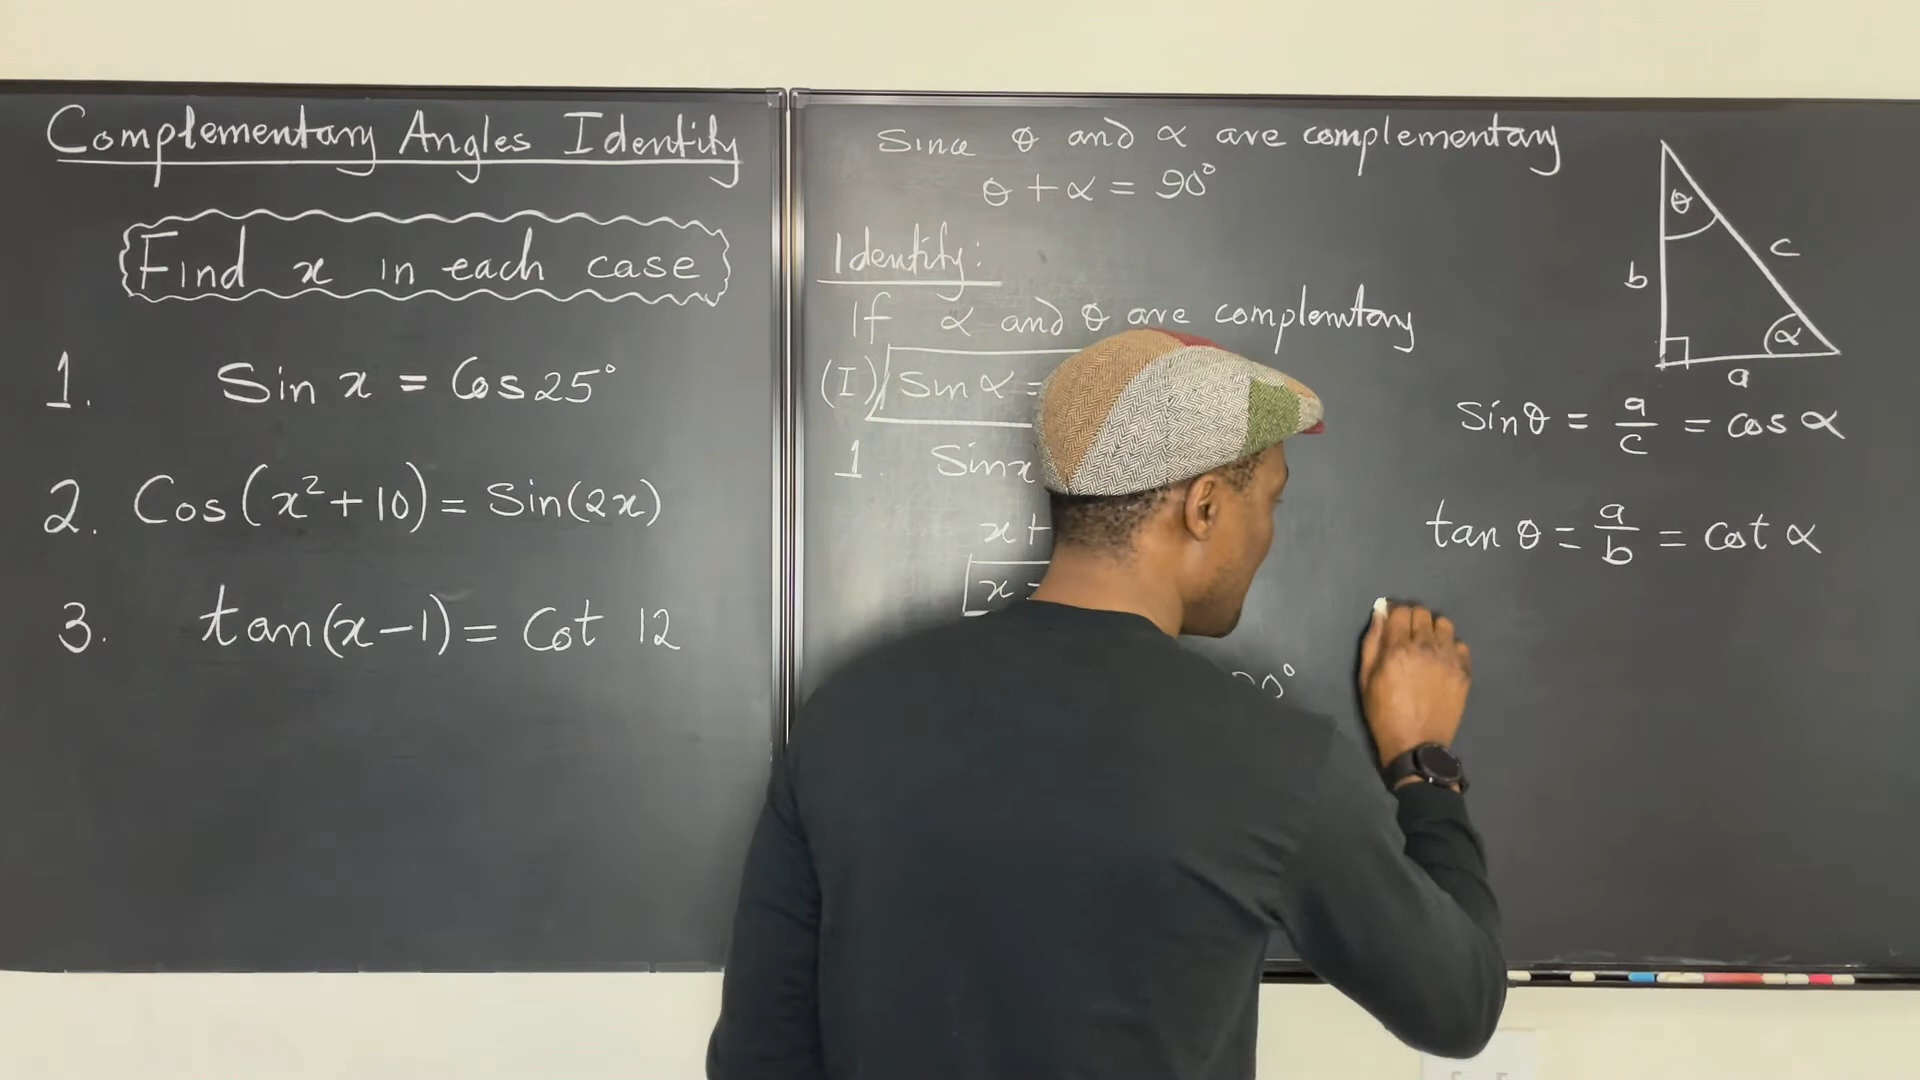 Complementary Angles Identity
Find x in each case
1. Sin x = Cos 25°
2. Cos(x²+10) = Sin(2x)
3. tan(x-1) = Cot 12
Since θ and α are complementary
θ + α = 90°
Identity:
If α and θ are complemtary
(I) Sin α =
1. Sin x
x +
x =
90°
θ
c
b
α
a
Sin θ = a/c = cos α
tan θ = a/b = cot α